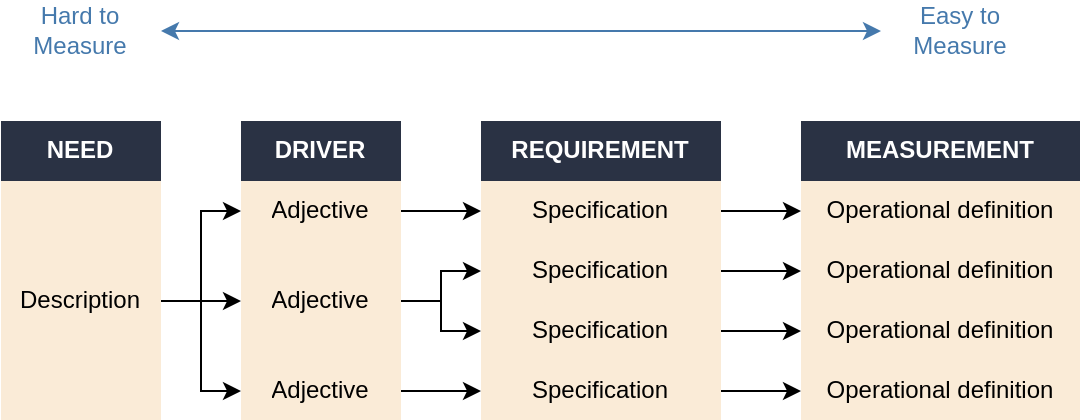 Hard to
Measure
Easy to
Measure
NEED
DRIVER
REQUIREMENT
MEASUREMENT
Adjective
Specification
Operational definition
Specification
Operational definition
Description
Adjective
Specification
Operational definition
Adjective
Specification
Operational definition